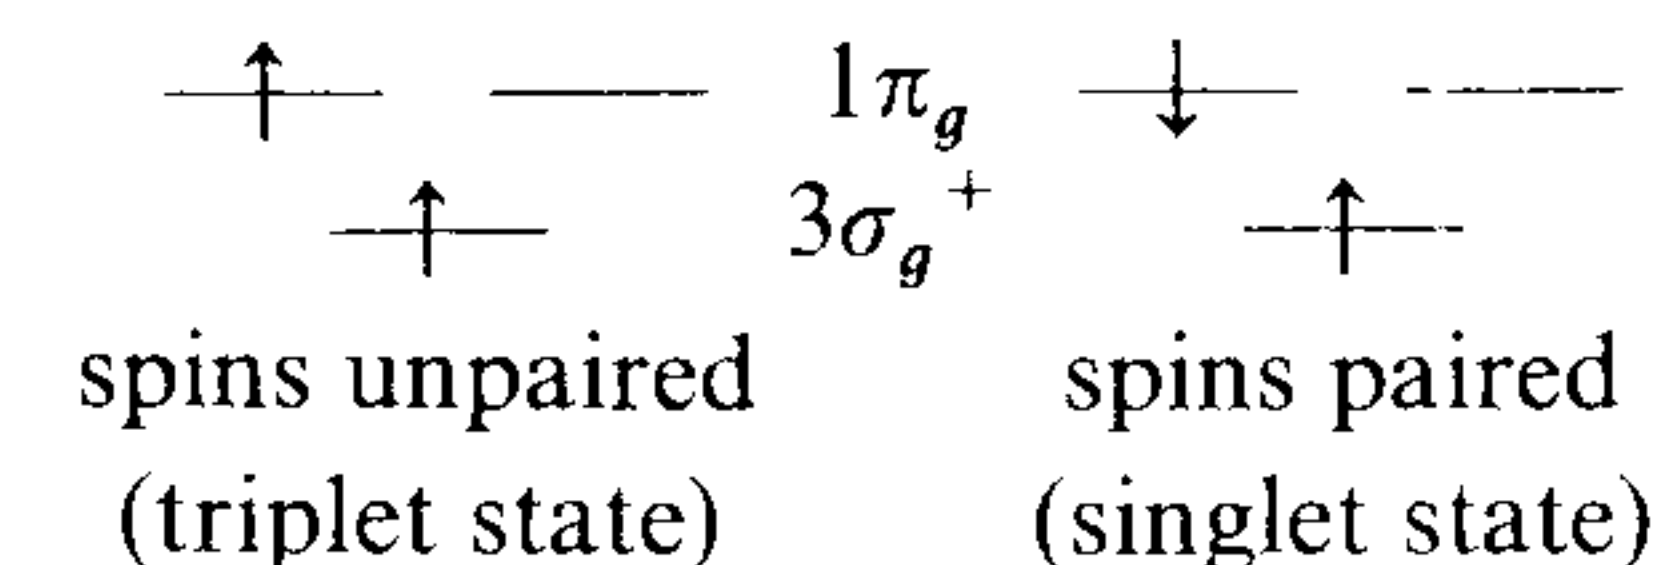 1π_g
3σ_g^+
spins unpaired spins paired
(triplet state) (singlet state)